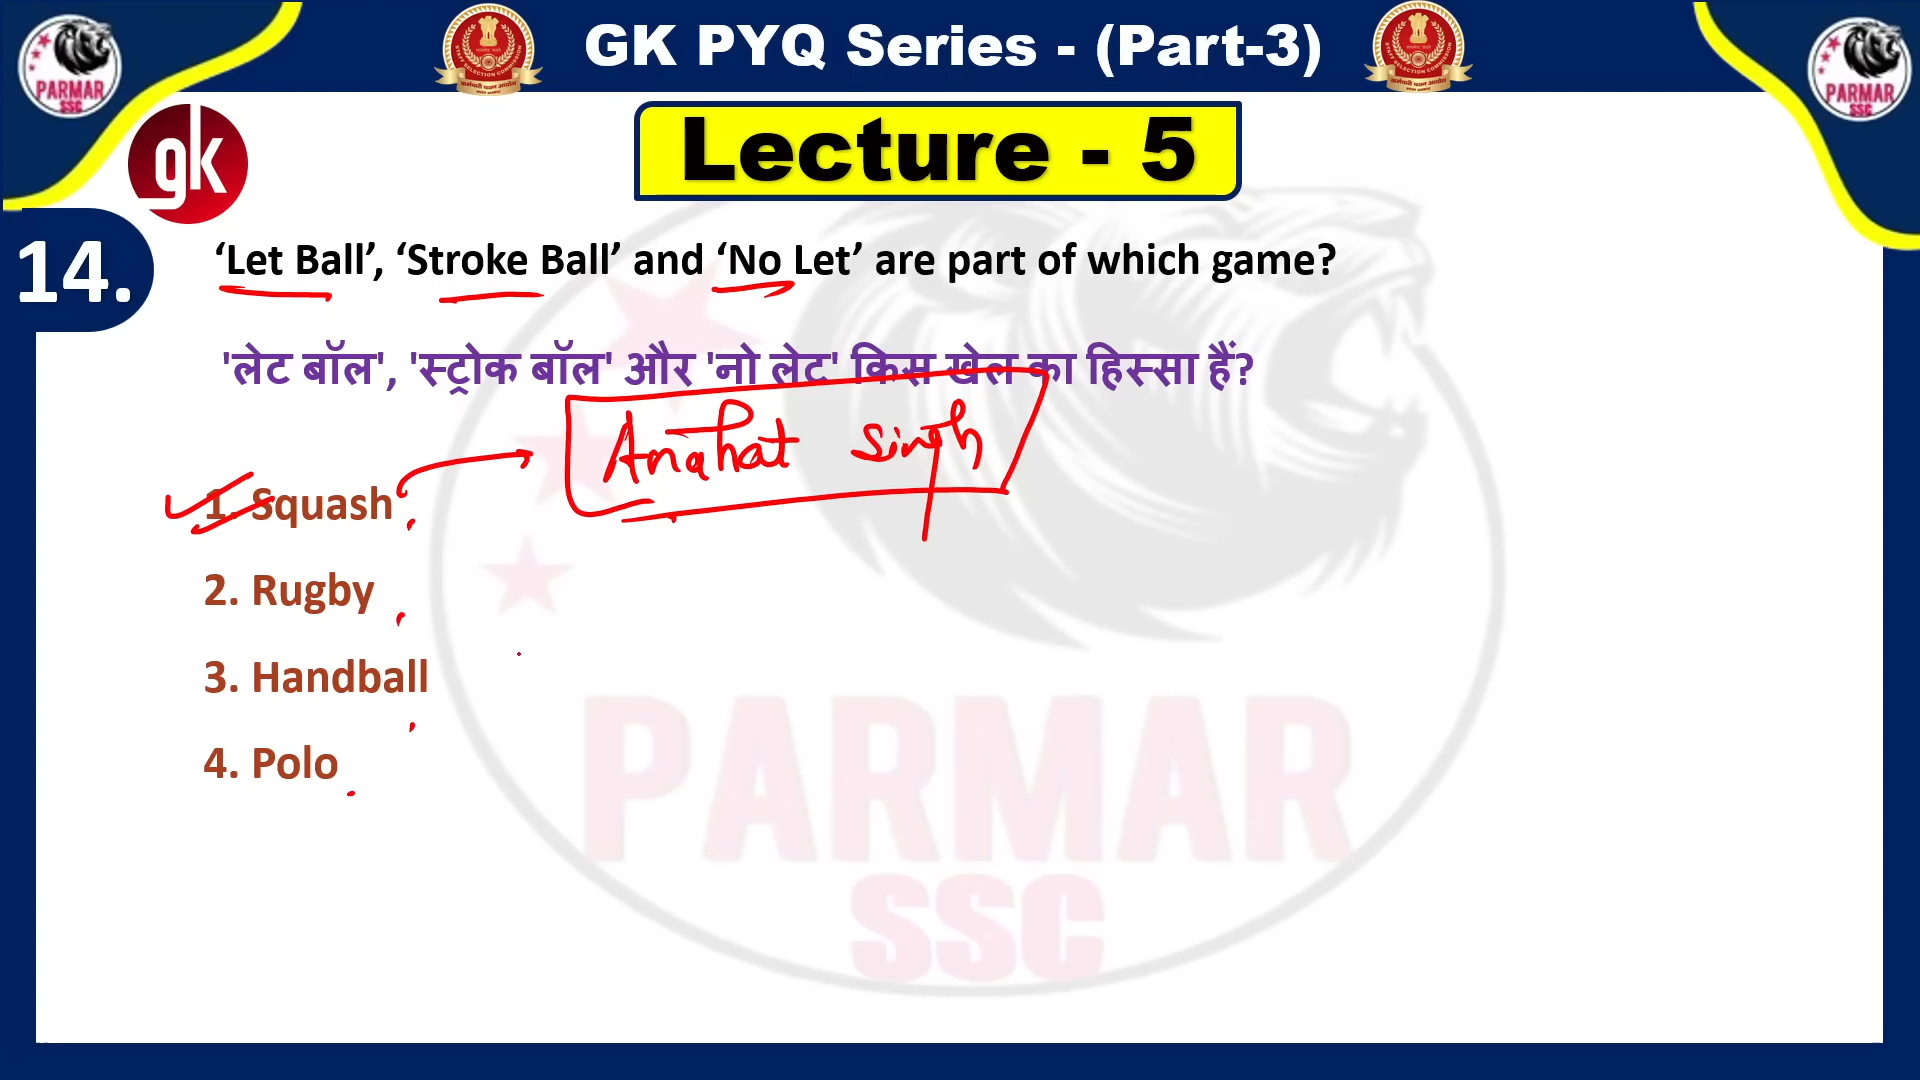 GK PYQ Series - (Part-3)
PARMAR
SSC
PARMAR
SSC
gk
Lecture - 5
14.
‘Let Ball’, ‘Stroke Ball’ and ‘No Let’ are part of which game?
'लेट बॉल', 'स्ट्रोक बॉल' और 'नो लेट' किस खेल का हिस्सा हैं?
Anahat Singh
1. Squash
2. Rugby
3. Handball
4. Polo
PARMAR
SSC